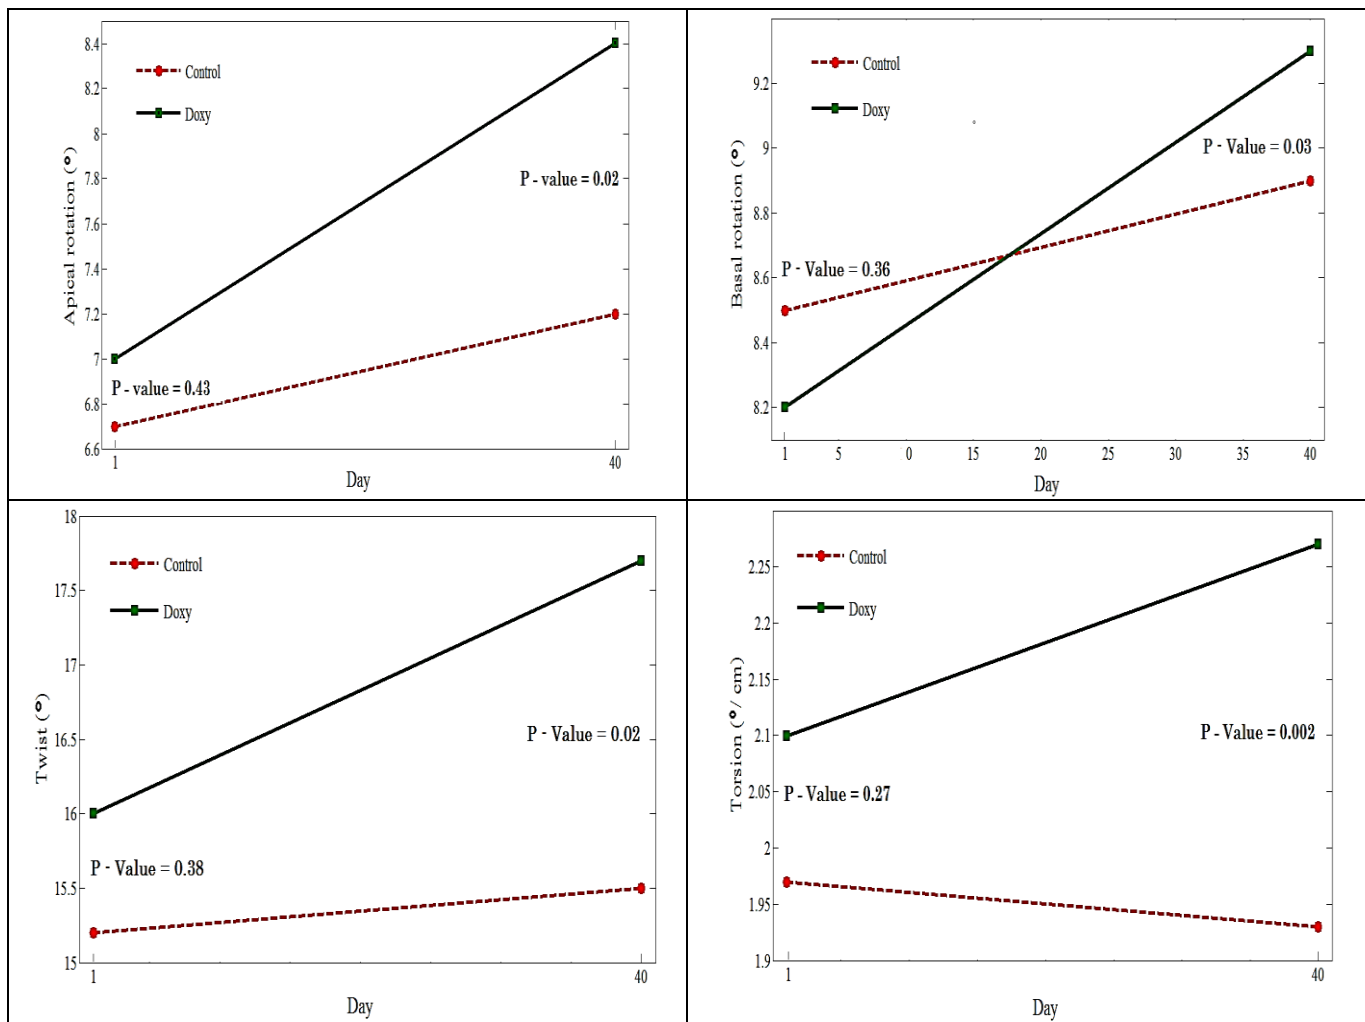 8.4
8.2
8
7.8
7.6
7.4
7.2
7
6.8
6.6
Apical rotation (°)
Control
Doxy
P - value = 0.02
P - value = 0.43
1
40
Day
9.2
9
8.8
8.6
8.4
8.2
Basal rotation (°)
Control
Doxy
P - Value = 0.03
P - Value = 0.36
1 5 0 15 20 25 30 35 40
Day
18
17.5
17
16.5
16
15.5
15
Twist (°)
Control
Doxy
P - Value = 0.02
P - Value = 0.38
1
40
Day
2.25
2.2
2.15
2.1
2.05
2
1.95
1.9
Torsion (°/ cm)
Control
Doxy
P - Value = 0.002
P - Value = 0.27
1
40
Day